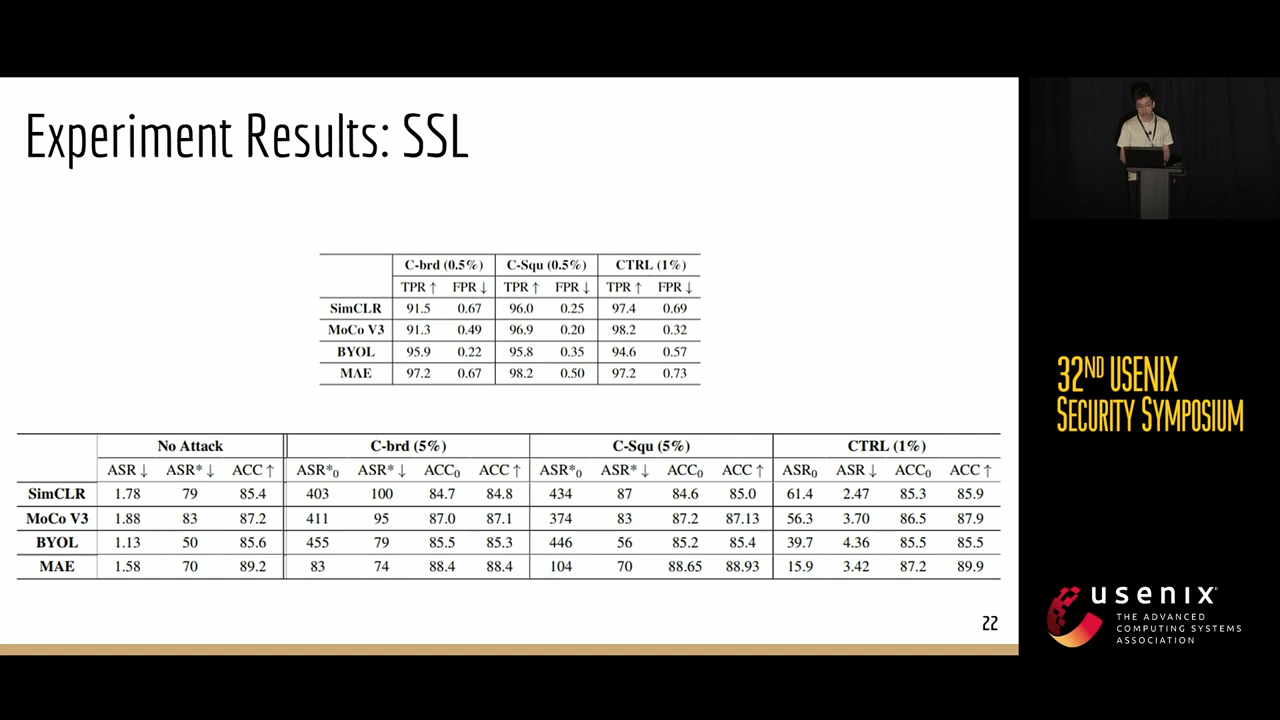 Experiment Results: SSL
C-brd (0.5%) C-Squ (0.5%) CTRL (1%)
TPR ↑ FPR ↓ TPR ↑ FPR ↓ TPR ↑ FPR ↓
SimCLR 91.5 0.67 96.0 0.25 97.4 0.69
MoCo V3 91.3 0.49 96.9 0.20 98.2 0.32
BYOL 95.9 0.22 95.8 0.35 94.6 0.57
MAE 97.2 0.67 98.2 0.50 97.2 0.73
No Attack C-brd (5%) C-Squ (5%) CTRL (1%)
ASR ↓ ASR* ↓ ACC ↑ ASR*₀ ASR* ↓ ACC₀ ACC ↑ ASR*₀ ASR* ↓ ACC₀ ACC ↑ ASR₀ ASR ↓ ACC₀ ACC ↑
SimCLR 1.78 79 85.4 403 100 84.7 84.8 434 87 84.6 85.0 61.4 2.47 85.3 85.9
MoCo V3 1.88 83 87.2 411 95 87.0 87.1 374 83 87.2 87.13 56.3 3.70 86.5 87.9
BYOL 1.13 50 85.6 455 79 85.5 85.3 446 56 85.2 85.4 39.7 4.36 85.5 85.5
MAE 1.58 70 89.2 83 74 88.4 88.4 104 70 88.65 88.93 15.9 3.42 87.2 89.9
22
32ND USENIX
SECURITY SYMPOSIUM
usenix
THE ADVANCED
COMPUTING SYSTEMS
ASSOCIATION